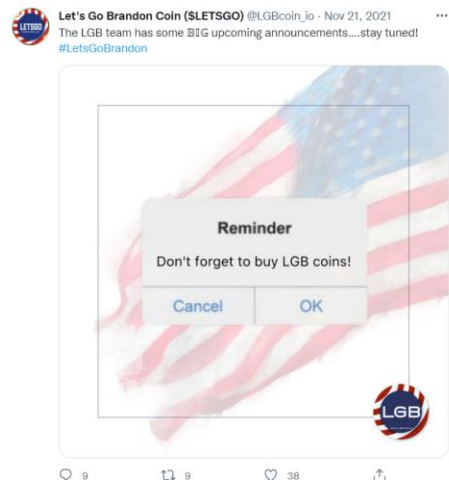 Let's Go Brandon Coin ($LETSGO) @LGBcoin_io · Nov 21, 2021
The LGB team has some 𝔹𝕀𝔾 upcoming announcements....stay tuned!
#LetsGoBrandon
LETSGO
Reminder
Don't forget to buy LGB coins!
Cancel OK
LGB
9 9 38